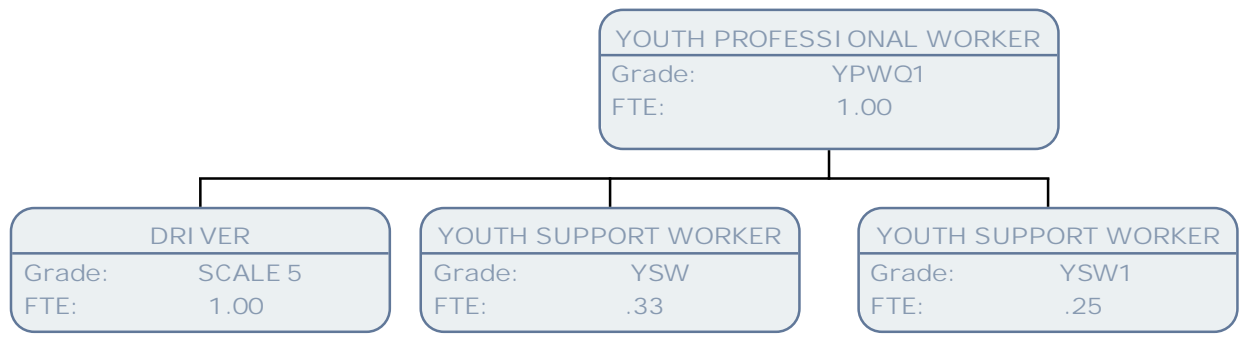 YOUTH PROFESSIONAL WORKER
Grade: YPWQ1
FTE: 1.00
DRIVER
Grade: SCALE 5
FTE: 1.00
YOUTH SUPPORT WORKER
Grade: YSW
FTE: .33
YOUTH SUPPORT WORKER
Grade: YSW1
FTE: .25